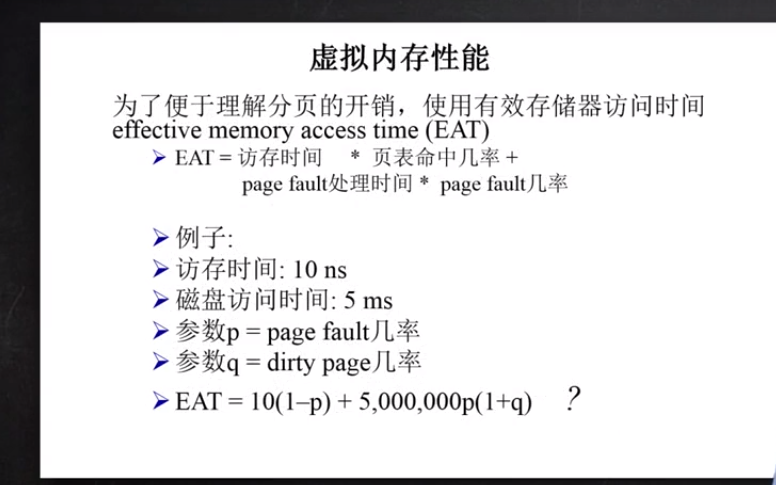 虚拟内存性能
为了便于理解分页的开销，使用有效存储器访问时间
effective memory access time (EAT)
➢ EAT = 访存时间 * 页表命中几率 +
page fault处理时间 * page fault几率
➢ 例子:
➢ 访存时间: 10 ns
➢ 磁盘访问时间: 5 ms
➢ 参数p = page fault几率
➢ 参数q = dirty page几率
➢ EAT = 10(1–p) + 5,000,000p(1+q) ?